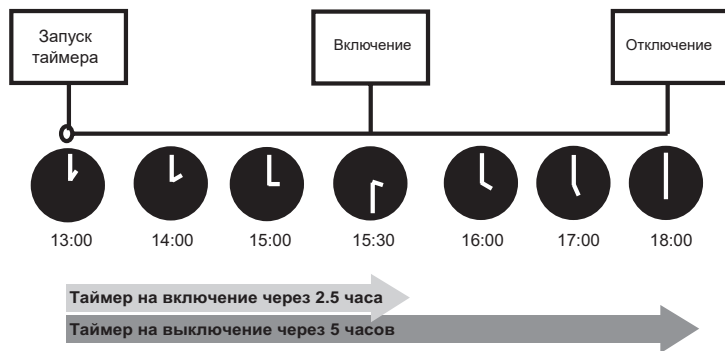 Запуск
таймера
Включение
Отключение
13:00
14:00
15:00
15:30
16:00
17:00
18:00
Таймер на включение через 2.5 часа
Таймер на выключение через 5 часов